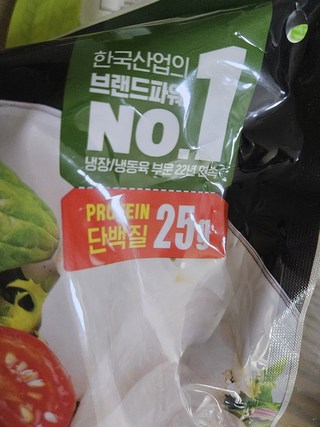 한국산업의
브랜드파워
NO.1
냉장/냉동육 부문 22년 연속
PROTEIN
단백질 25g